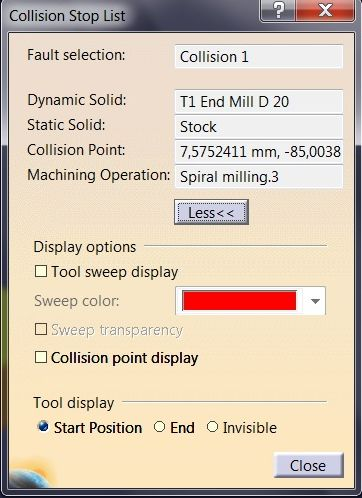 Collision Stop List
Fault selection: Collision 1
Dynamic Solid: T1 End Mill D 20
Static Solid: Stock
Collision Point: 7,5752411 mm, -85,0038
Machining Operation: Spiral milling.3
Less<<
Display options
Tool sweep display
Sweep color:
Sweep transparency
Collision point display
Tool display
Start Position End Invisible
Close